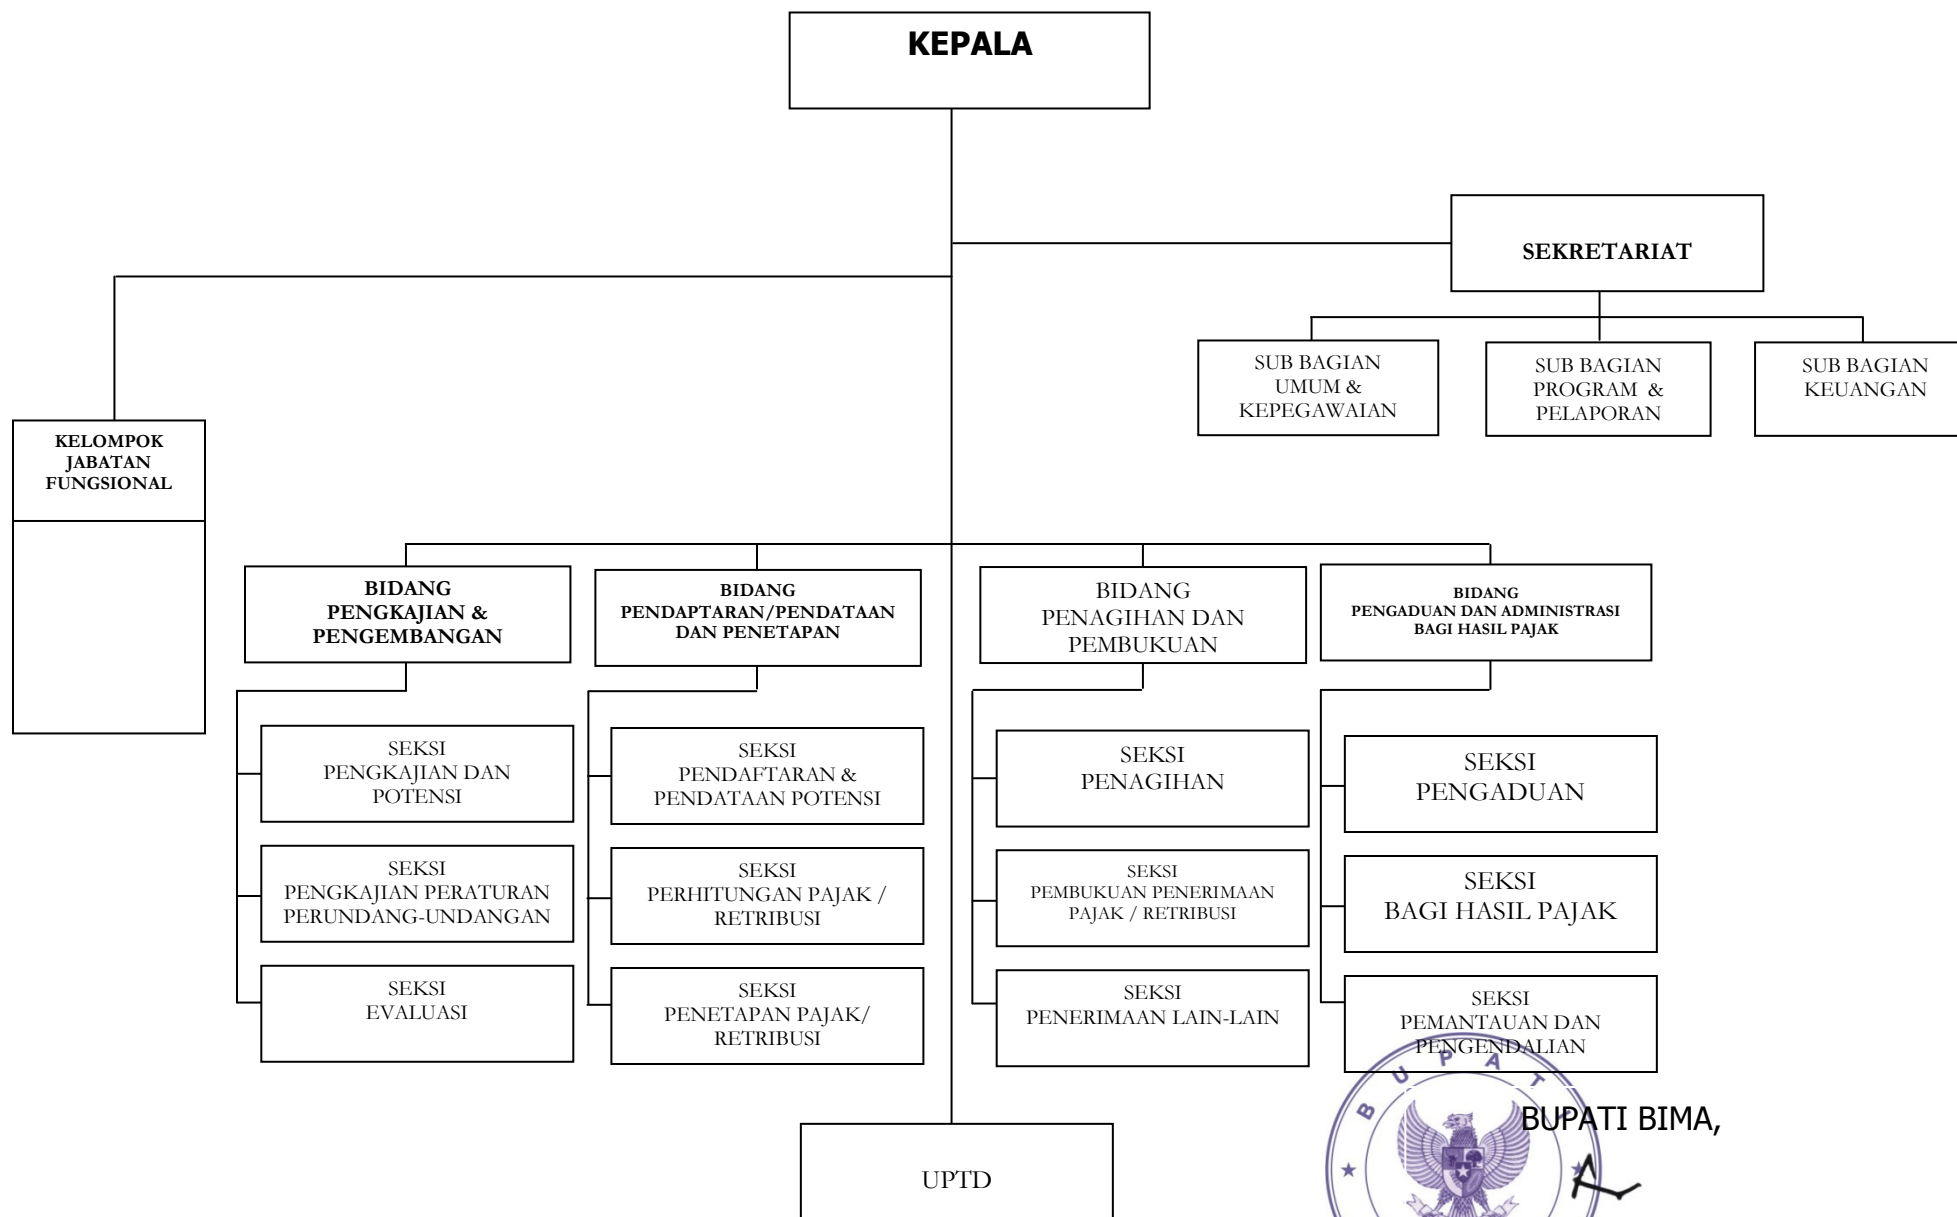 KEPALA
SEKRETARIAT
SUB BAGIAN
UMUM &
KEPEGAWAIAN
SUB BAGIAN
PROGRAM &
PELAPORAN
SUB BAGIAN
KEUANGAN
KELOMPOK
JABATAN
FUNGSIONAL
BIDANG
PENGKAJIAN &
PENGEMBANGAN
BIDANG
PENDAPTARAN/PENDATAAN
DAN PENETAPAN
BIDANG
PENAGIHAN DAN
PEMBUKUAN
BIDANG
PENGADUAN DAN ADMINISTRASI
BAGI HASIL PAJAK
SEKSI
PENGKAJIAN DAN
POTENSI
SEKSI
PENGKAJIAN PERATURAN
PERUNDANG-UNDANGAN
SEKSI
EVALUASI
SEKSI
PENDAFTARAN &
PENDATAAN POTENSI
SEKSI
PERHITUNGAN PAJAK /
RETRIBUSI
SEKSI
PENETAPAN PAJAK/
RETRIBUSI
SEKSI
PENAGIHAN
SEKSI
PEMBUKUAN PENERIMAAN
PAJAK / RETRIBUSI
SEKSI
PENERIMAAN LAIN-LAIN
SEKSI
PENGADUAN
SEKSI
BAGI HASIL PAJAK
SEKSI
PEMANTAUAN DAN
PENGENDALIAN
UPTD
BUPATI
BUPATI BIMA,